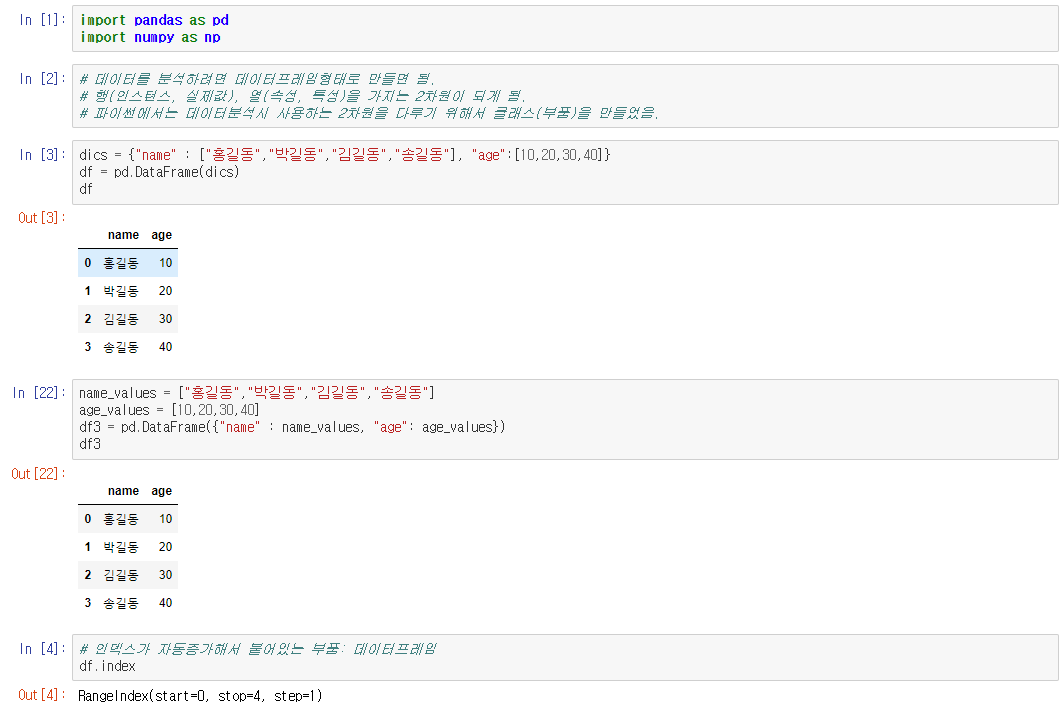 In [1]: import pandas as pd
import numpy as np
In [2]: # 데이터를 분석하려면 데이터프레임형태로 만들면 됨.
# 행(인스턴스, 실제값), 열(속성, 특성)을 가지는 2차원이 되게 됨.
# 파이썬에서는 데이터분석시 사용하는 2차원을 다루기 위해서 클래스(부품)을 만들었음.
In [3]: dics = {"name" : ["홍길동","박길동","김길동","송길동"], "age":[10,20,30,40]}
df = pd.DataFrame(dics)
df
Out[3]:
name age
0 홍길동 10
1 박길동 20
2 김길동 30
3 송길동 40
In [22]: name_values = ["홍길동","박길동","김길동","송길동"]
age_values = [10,20,30,40]
df3 = pd.DataFrame({"name" : name_values, "age": age_values})
df3
Out[22]:
name age
0 홍길동 10
1 박길동 20
2 김길동 30
3 송길동 40
In [4]: # 인덱스가 자동증가해서 붙어있는 부품: 데이터프레임
df.index
Out[4]: RangeIndex(start=0, stop=4, step=1)